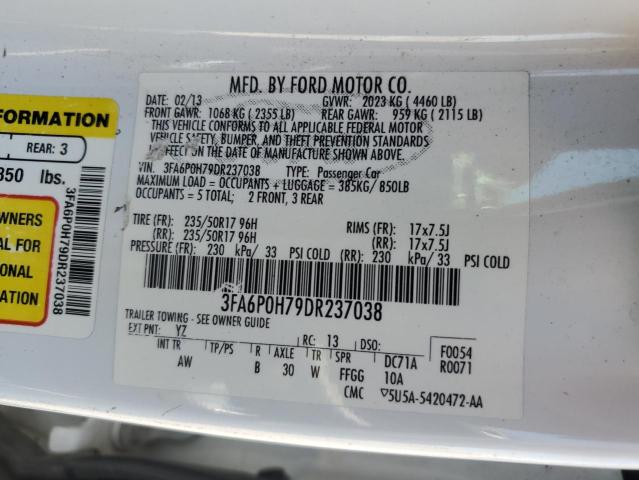 MFD. BY FORD MOTOR CO.
DATE: 02/13 GVWR: 2023 KG ( 4460 LB)
FRONT GAWR: 1068 KG ( 2355 LB) REAR GAWR: 959 KG ( 2115 LB)
THIS VEHICLE CONFORMS TO ALL APPLICABLE FEDERAL MOTOR
VEHICLE SAFETY, BUMPER, AND THEFT PREVENTION STANDARDS
IN EFFECT ON THE DATE OF MANUFACTURE SHOWN ABOVE.
VIN: 3FA6P0H79DR237038 TYPE: Passenger Car
MAXIMUM LOAD = OCCUPANTS + LUGGAGE = 385KG/ 850LB
OCCUPANTS = 5 TOTAL; 2 FRONT, 3 REAR
TIRE (FR): 235/50R17 96H RIMS (FR): 17x7.5J
(RR): 235/50R17 96H (RR): 17x7.5J
PRESSURE (FR) 230 kPa/ 33 PSI COLD (RR) 230 kPa/ 33 PSI COLD
3FA6P0H79DR237038
TRAILER TOWING - SEE OWNER GUIDE
EXT PNT: YZ RC: 13 DSO: F0054
INT TR TP/PS R AXLE TR SPR DC71A R0071
AW B 30 W FFGG 10A
CMC ▽5U5A-5420472-AA
FORMATION
REAR: 3
850 lbs.
OWNERS
AL FOR
IONAL
3FA6P0H79DR237038